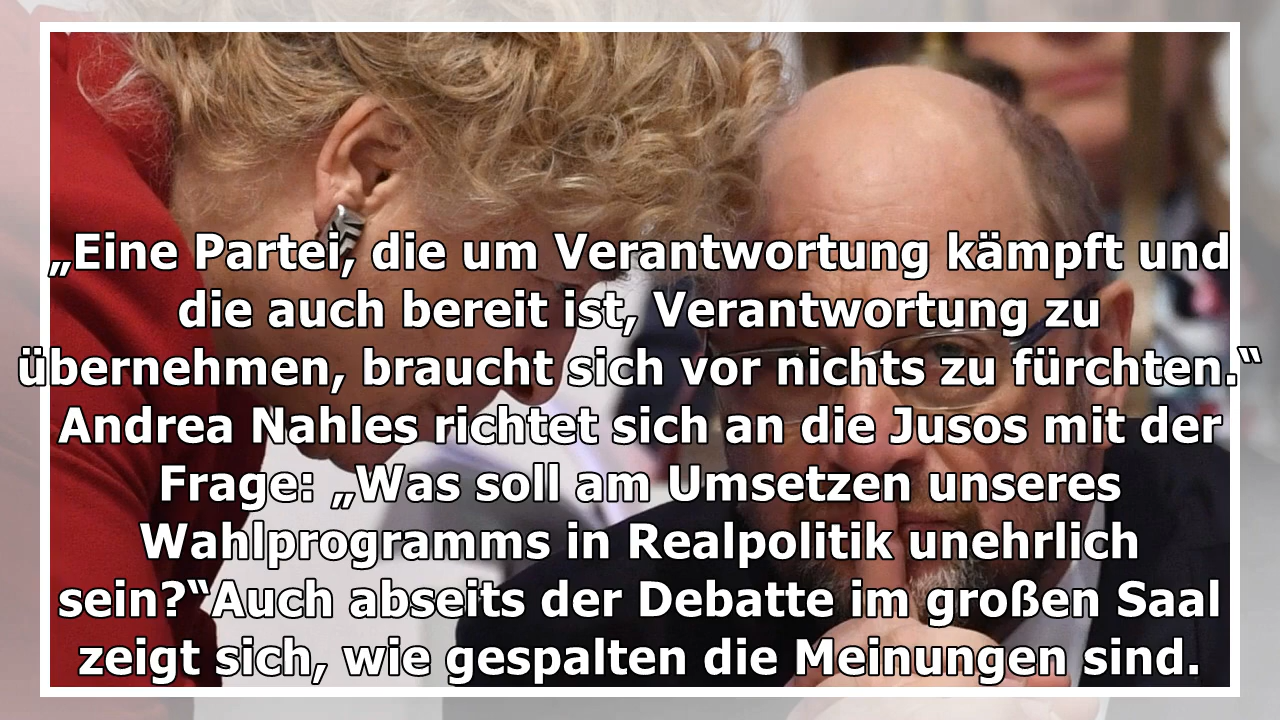 „Eine Partei, die um Verantwortung kämpft und
die auch bereit ist, Verantwortung zu
übernehmen, braucht sich vor nichts zu fürchten.“
Andrea Nahles richtet sich an die Jusos mit der
Frage: „Was soll am Umsetzen unseres
Wahlprogramms in Realpolitik unehrlich
sein?“Auch abseits der Debatte im großen Saal
zeigt sich, wie gespalten die Meinungen sind.